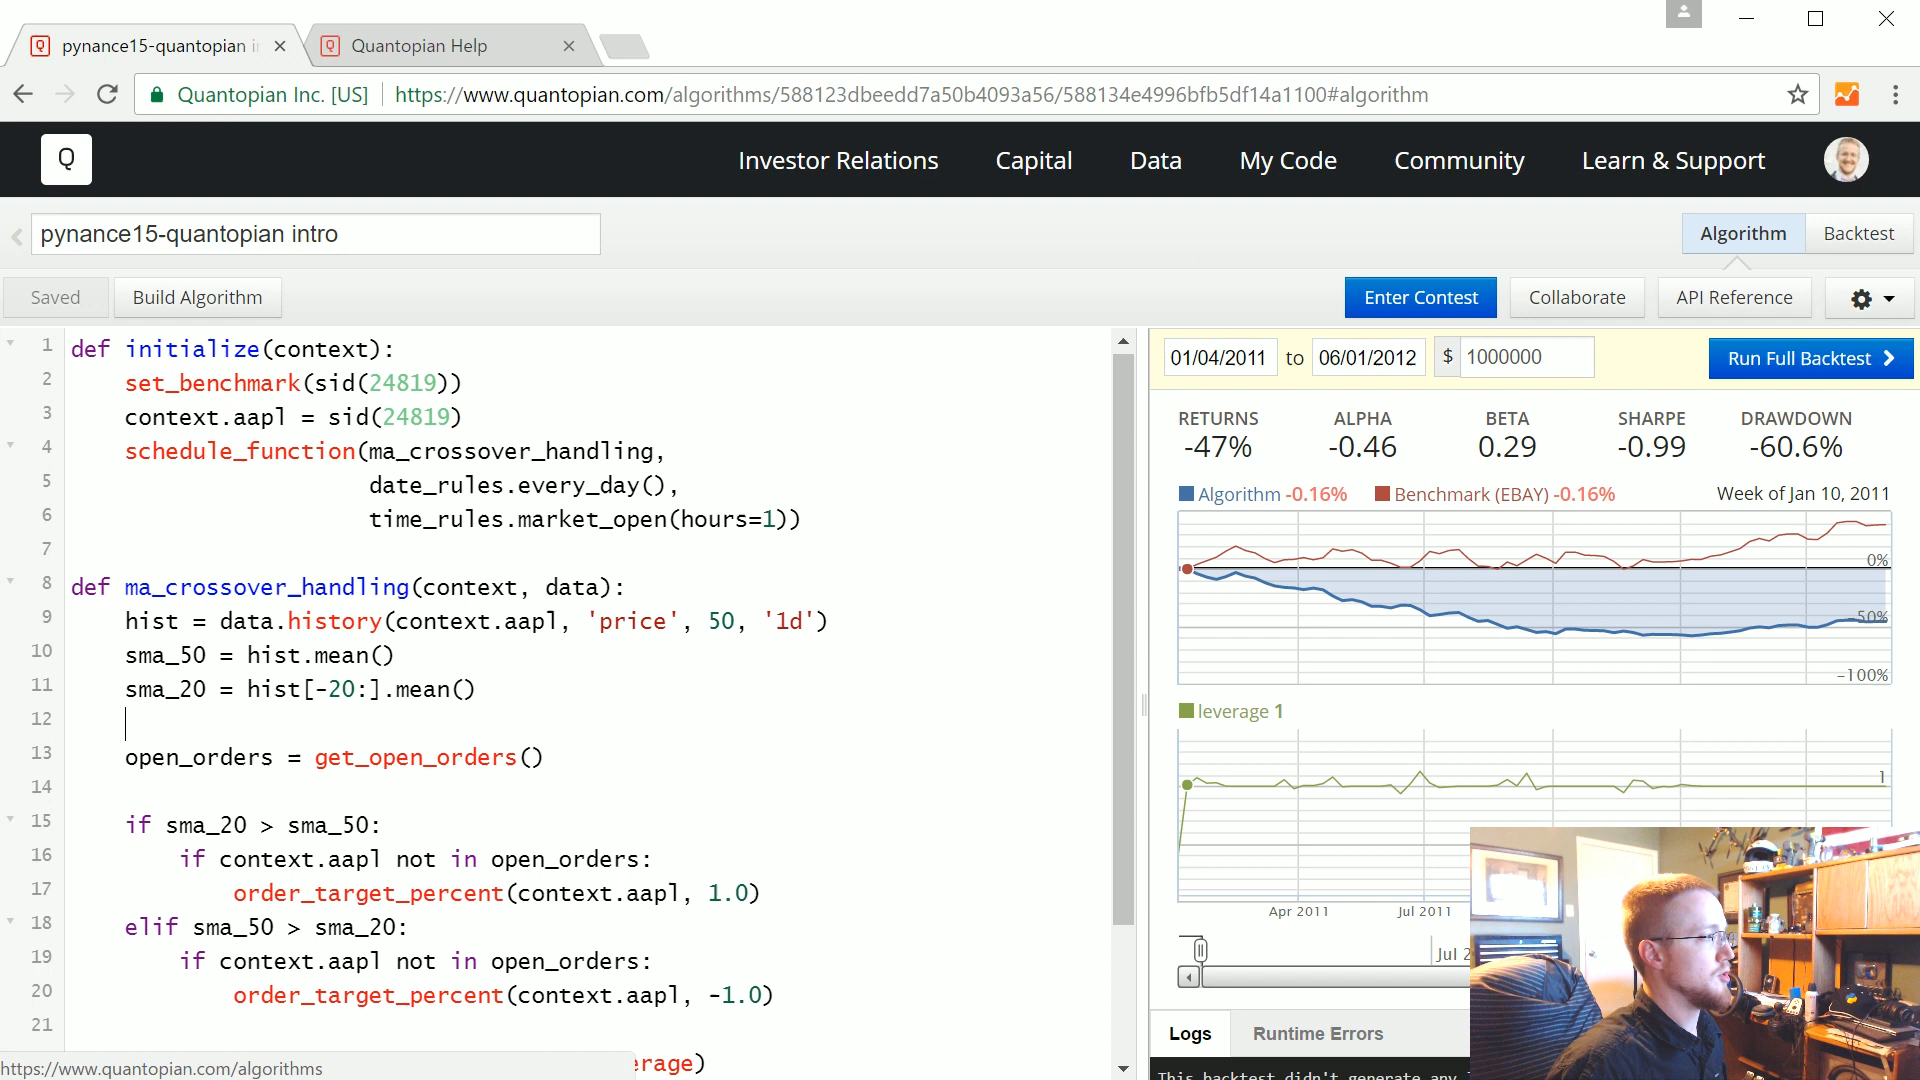 pynance15-quantopian i
Quantopian Help
Quantopian Inc. [US]
https://www.quantopian.com/algorithms/588123dbeedd7a50b4093a56/588134e4996bfb5df14a1100#algorithm
Q
Investor Relations
Capital
Data
My Code
Community
Learn & Support
pynance15-quantopian intro
Algorithm
Backtest
Saved
Build Algorithm
Enter Contest
Collaborate
API Reference
1 def initialize(context):
2 set_benchmark(sid(24819))
3 context.aapl = sid(24819)
4 schedule_function(ma_crossover_handling,
5 date_rules.every_day(),
6 time_rules.market_open(hours=1))
7
8 def ma_crossover_handling(context, data):
9 hist = data.history(context.aapl, 'price', 50, '1d')
10 sma_50 = hist.mean()
11 sma_20 = hist[-20:].mean()
12
13 open_orders = get_open_orders()
14
15 if sma_20 > sma_50:
16 if context.aapl not in open_orders:
17 order_target_percent(context.aapl, 1.0)
18 elif sma_50 > sma_20:
19 if context.aapl not in open_orders:
20 order_target_percent(context.aapl, -1.0)
21
erage)
https://www.quantopian.com/algorithms
01/04/2011 to 06/01/2012 $ 1000000
Run Full Backtest
RETURNS ALPHA BETA SHARPE DRAWDOWN
-47% -0.46 0.29 -0.99 -60.6%
Algorithm -0.16% Benchmark (EBAY) -0.16% Week of Jan 10, 2011
0%
-50%
-100%
leverage 1
1
Apr 2011 Jul 2011
Jul 2
Logs Runtime Errors
This backtest didn't generate any